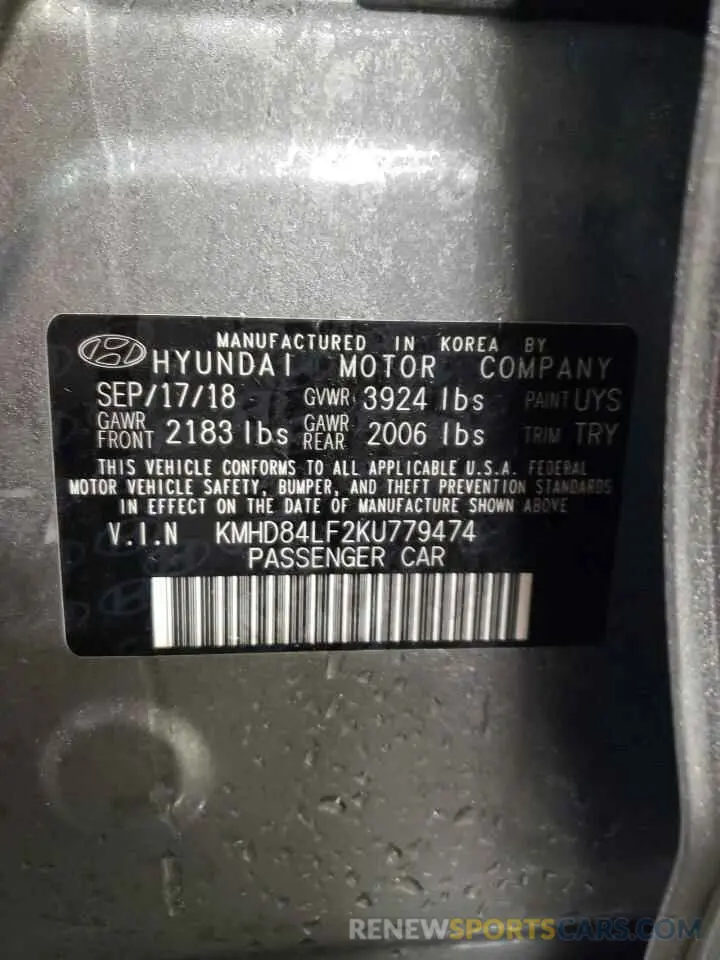 MANUFACTURED IN KOREA BY
HYUNDAI MOTOR COMPANY
SEP/17/18 GVWR 3924 lbs PAINT UYS
GAWR FRONT 2183 lbs GAWR REAR 2006 lbs TRIM TRY
THIS VEHICLE CONFORMS TO ALL APPLICABLE U.S.A. FEDERAL
MOTOR VEHICLE SAFETY, BUMPER, AND THEFT PREVENTION STANDARDS
IN EFFECT ON THE DATE OF MANUFACTURE SHOWN ABOVE
V.I.N KMHD84LF2KU779474
PASSENGER CAR
RENEWSPORTSCARS.COM